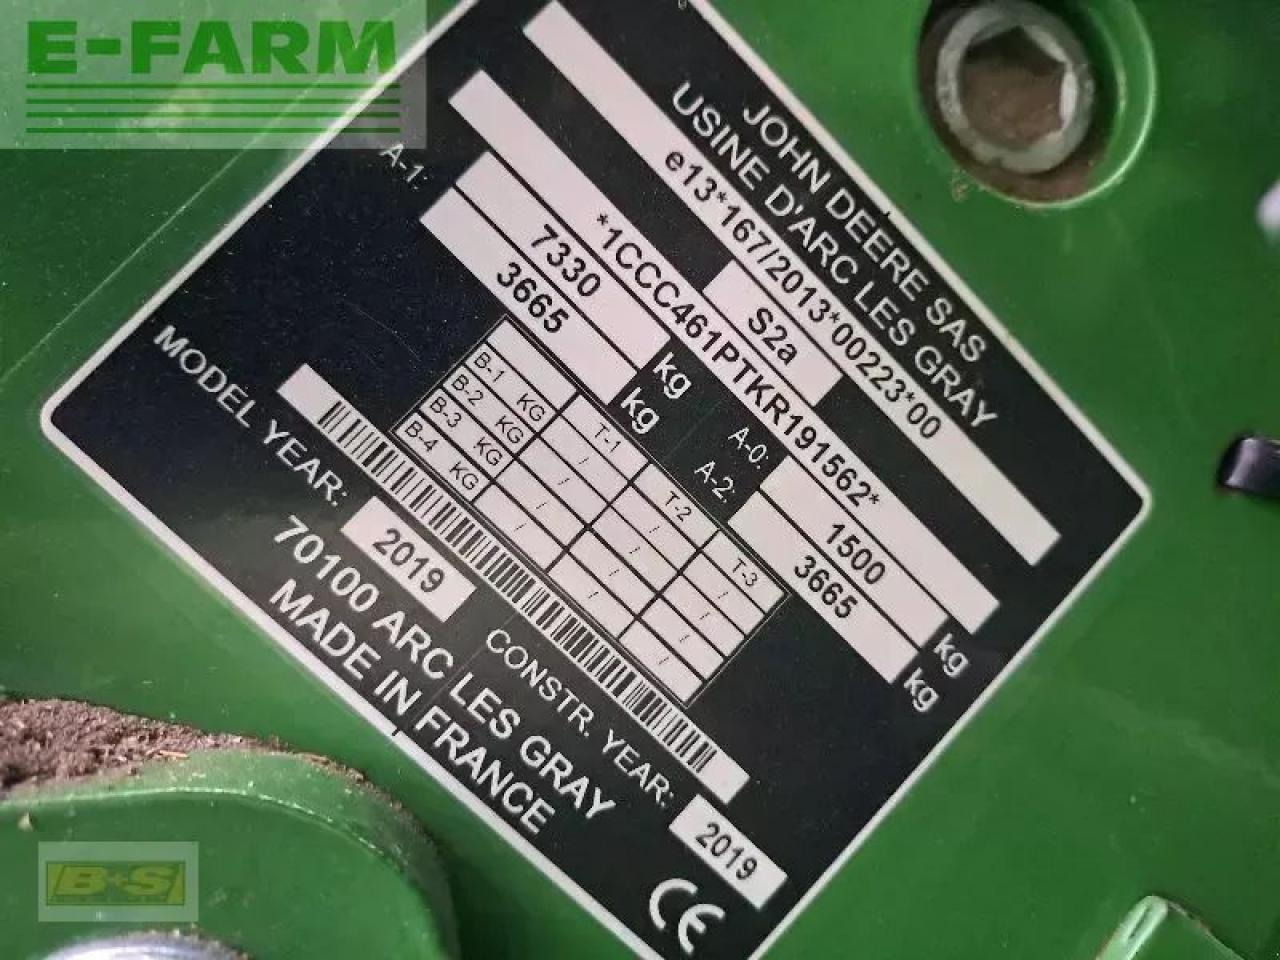 E-FARM
JOHN DEERE SAS
USINE D'ARC LES GRAY
e13*167/2013*00223*00
S2a
*1CCC461PTKR191562*
7330 kg A-0: 1500 kg
A-1: 3665 kg A-2: 3665 kg
T-1 T-2 T-3
B-1 KG / / /
B-2 KG / / /
B-3 KG / / /
B-4 KG / / /
MODEL YEAR: 2019 CONSTR. YEAR: 2019
70100 ARC LES GRAY
MADE IN FRANCE
CE
B+S